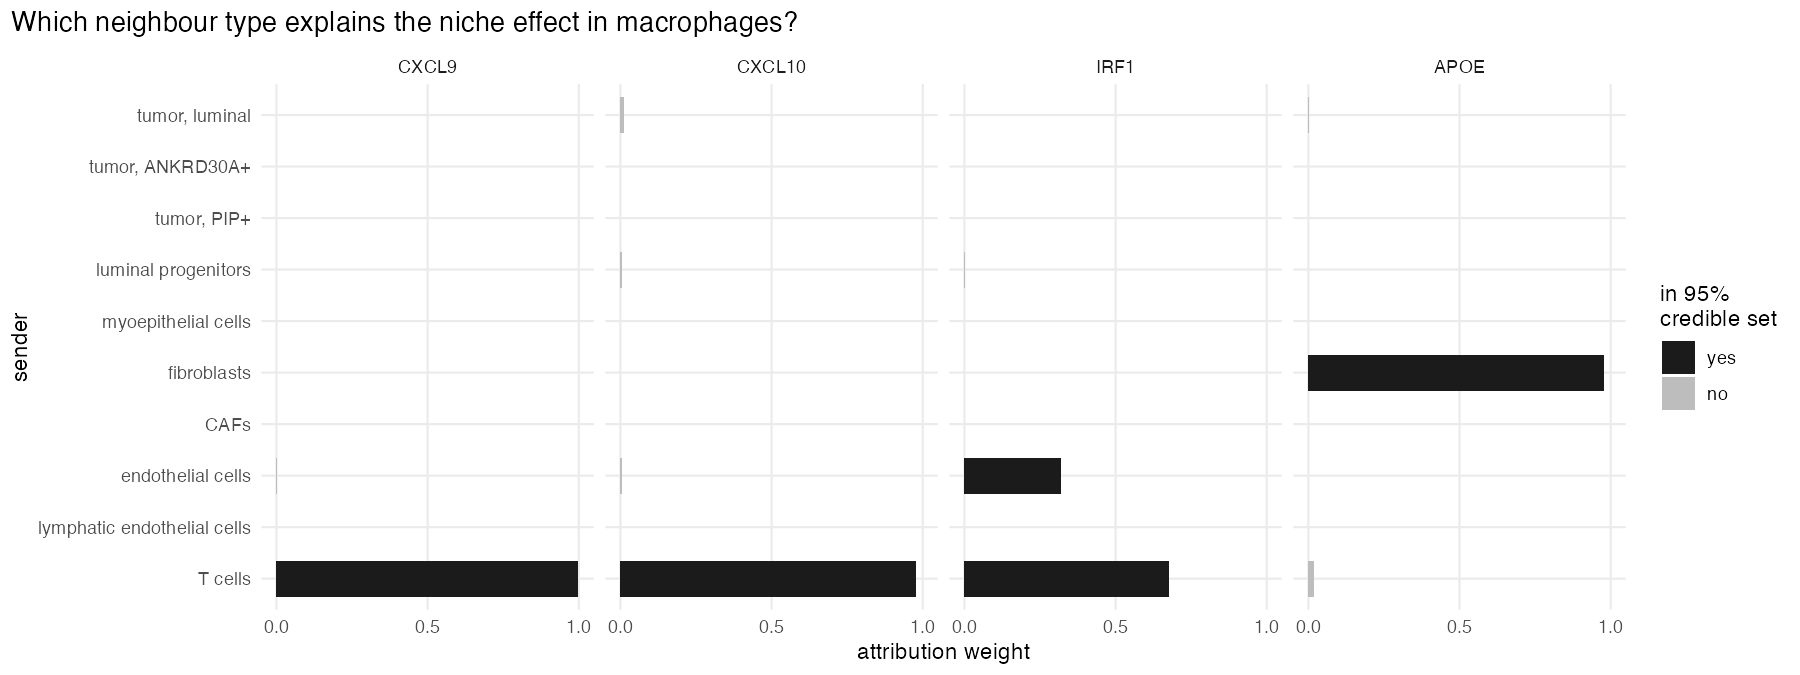 Which neighbour type explains the niche effect in macrophages?
CXCL9 CXCL10 IRF1 APOE
tumor, luminal
tumor, ANKRD30A+
tumor, PIP+
luminal progenitors
myoepithelial cells
fibroblasts
CAFs
endothelial cells
lymphatic endothelial cells
T cells
sender
0.0 0.5 1.0 0.0 0.5 1.0 0.0 0.5 1.0 0.0 0.5 1.0
attribution weight
in 95%
credible set
yes
no